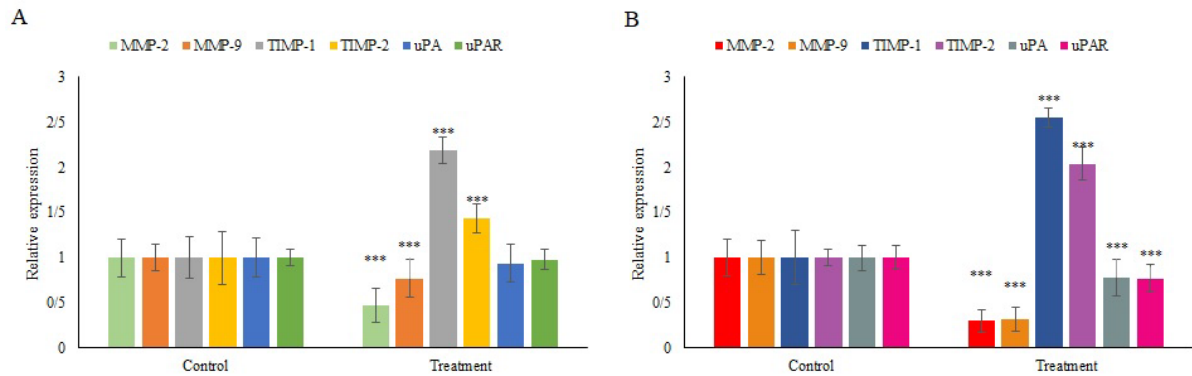 A
MMP-2 MMP-9 TIMP-1 TIMP-2 uPA uPAR
Relative expression
3
2/5
2
1/5
1
0/5
0
***
***
***
***
Control
Treatment
B
MMP-2 MMP-9 TIMP-1 TIMP-2 uPA uPAR
Relative expression
3
2/5
2
1/5
1
0/5
0
***
***
***
***
***
***
Control
Treatment